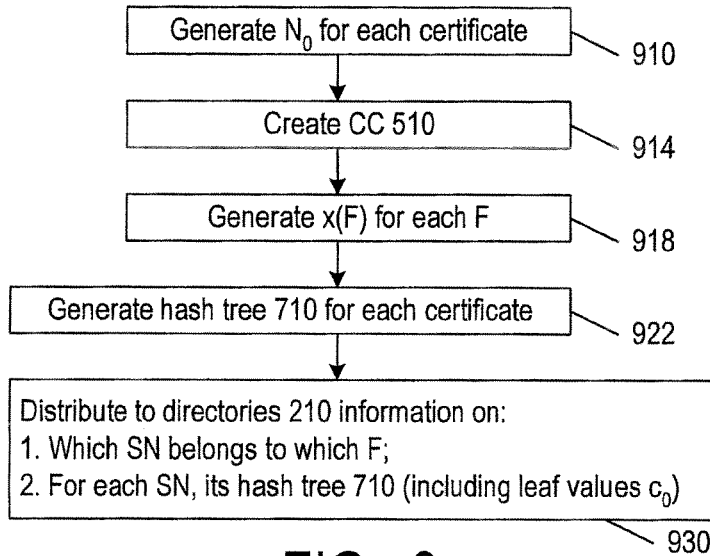 Generate N₀ for each certificate
910
Create CC 510
914
Generate x(F) for each F
918
Generate hash tree 710 for each certificate
922
Distribute to directories 210 information on:
1. Which SN belongs to which F;
2. For each SN, its hash tree 710 (including leaf values c₀)
930